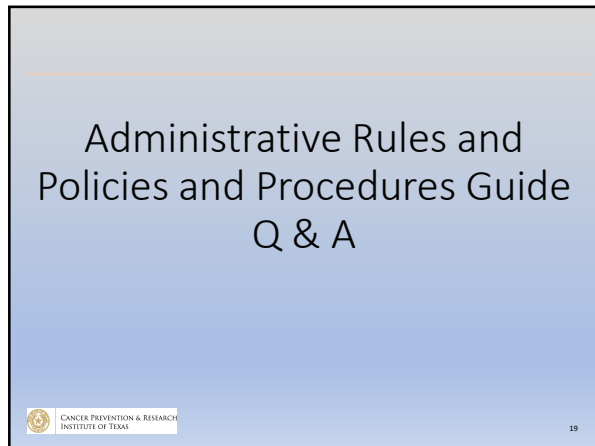 Administrative Rules and
Policies and Procedures Guide
Q & A
CANCER PREVENTION & RESEARCH
INSTITUTE OF TEXAS
19